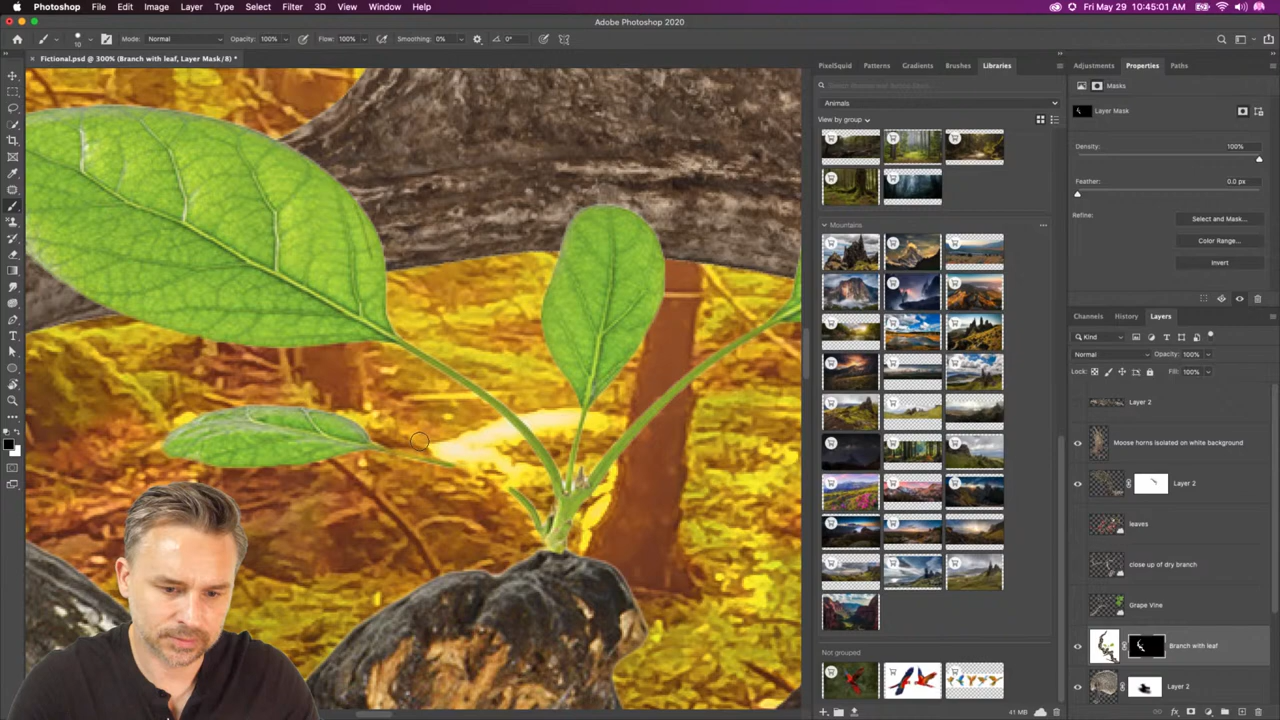 Photoshop File Edit Image Layer Type Select Filter 3D View Window Help
Fri May 29 10:45:01 AM
Adobe Photoshop 2020
10
Mode: Normal Opacity: 100% Flow: 100% Smoothing: 0% 0°
Fictional.psd @ 300% (Branch with leaf, Layer Mask/8) *
PixelSquid Patterns Gradients Brushes Libraries
Adjustments Properties Paths
Masks
Animals
Layer Mask
View by group
Density: 100%
Feather: 0.0 px
Refine:
Select and Mask...
Mountains
Color Range...
Invert
Channels History Layers
Kind
Normal Opacity: 100%
Lock: Fill: 100%
Layer 2
Moose horns isolated on white background
Layer 2
leaves
close up of dry branch
Grape Vine
Branch with leaf
Not grouped
Layer 2
41 MB